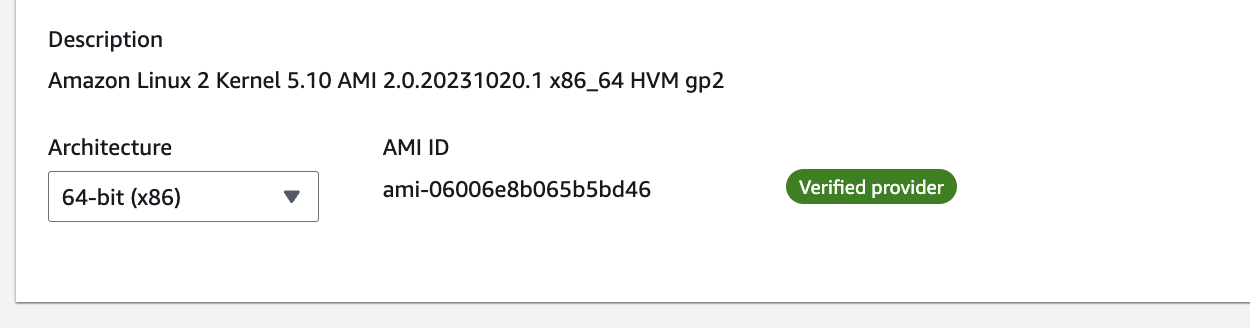 Description
Amazon Linux 2 Kernel 5.10 AMI 2.0.20231020.1 x86_64 HVM gp2
Architecture
AMI ID
64-bit (x86)
ami-06006e8b065b5bd46
Verified provider